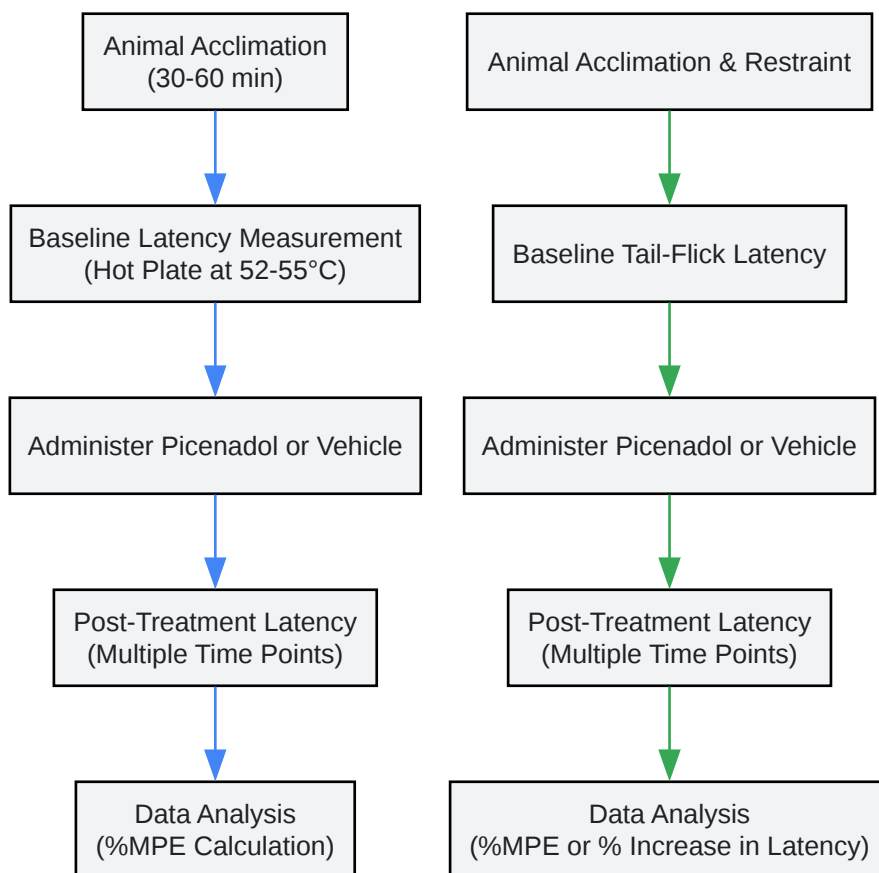 Animal Acclimation
(30-60 min)
Baseline Latency Measurement
(Hot Plate at 52-55°C)
Administer Picenadol or Vehicle
Post-Treatment Latency
(Multiple Time Points)
Data Analysis
(%MPE Calculation)
Animal Acclimation & Restraint
Baseline Tail-Flick Latency
Administer Picenadol or Vehicle
Post-Treatment Latency
(Multiple Time Points)
Data Analysis
(%MPE or % Increase in Latency)